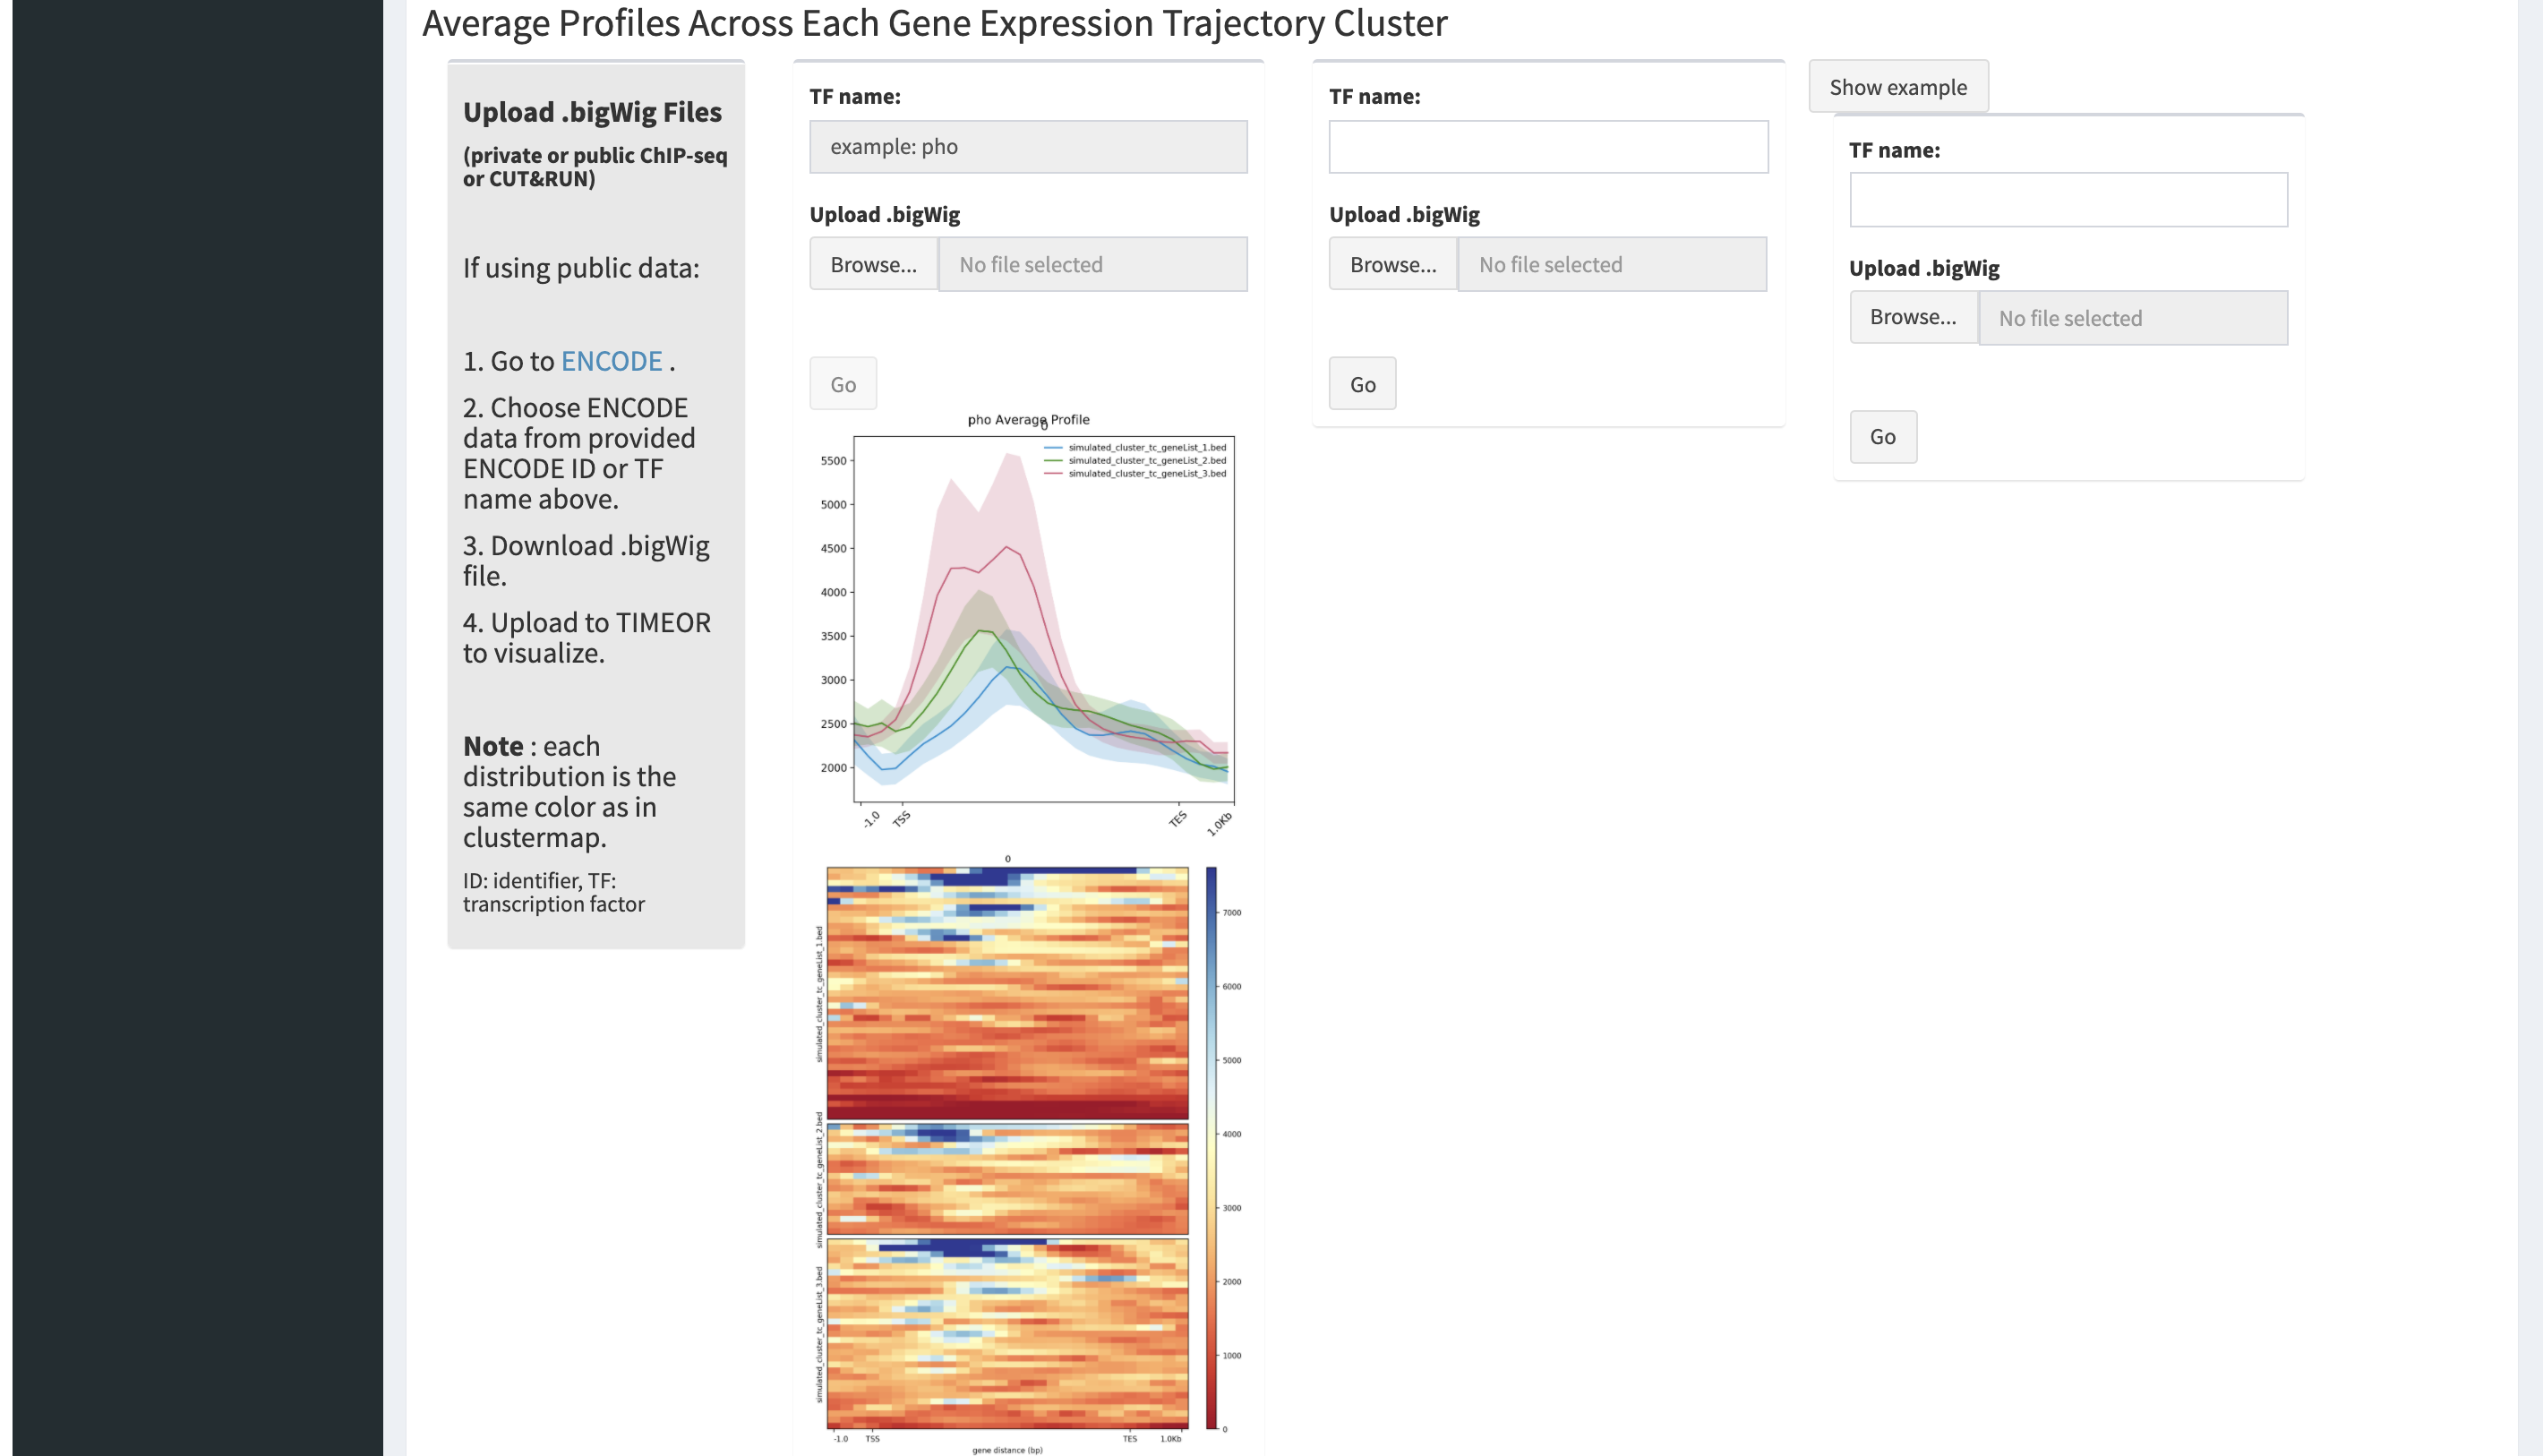 Average Profiles Across Each Gene Expression Trajectory Cluster
Upload .bigWig Files
(private or public ChIP-seq
or CUT&RUN)
If using public data:
1. Go to ENCODE .
2. Choose ENCODE
data from provided
ENCODE ID or TF
name above.
3. Download .bigWig
file.
4. Upload to TIMEOR
to visualize.
Note : each
distribution is the
same color as in
clustermap.
ID: identifier, TF:
transcription factor
TF name:
example: pho
Upload .bigWig
Browse...
No file selected
Go
pho Average Profile
0
simulated_cluster_tc_geneList_1.bed
simulated_cluster_tc_geneList_2.bed
simulated_cluster_tc_geneList_3.bed
5500
5000
4500
4000
3500
3000
2500
2000
-1.0
TSS
TES
1.0Kb
0
simulated_cluster_tc_geneList_1.bed
simulated_cluster_tc_geneList_2.bed
simulated_cluster_tc_geneList_3.bed
7000
6000
5000
4000
3000
2000
1000
0
-1.0
TSS
TES
1.0Kb
gene distance (bp)
TF name:
Upload .bigWig
Browse...
No file selected
Go
Show example
TF name:
Upload .bigWig
Browse...
No file selected
Go